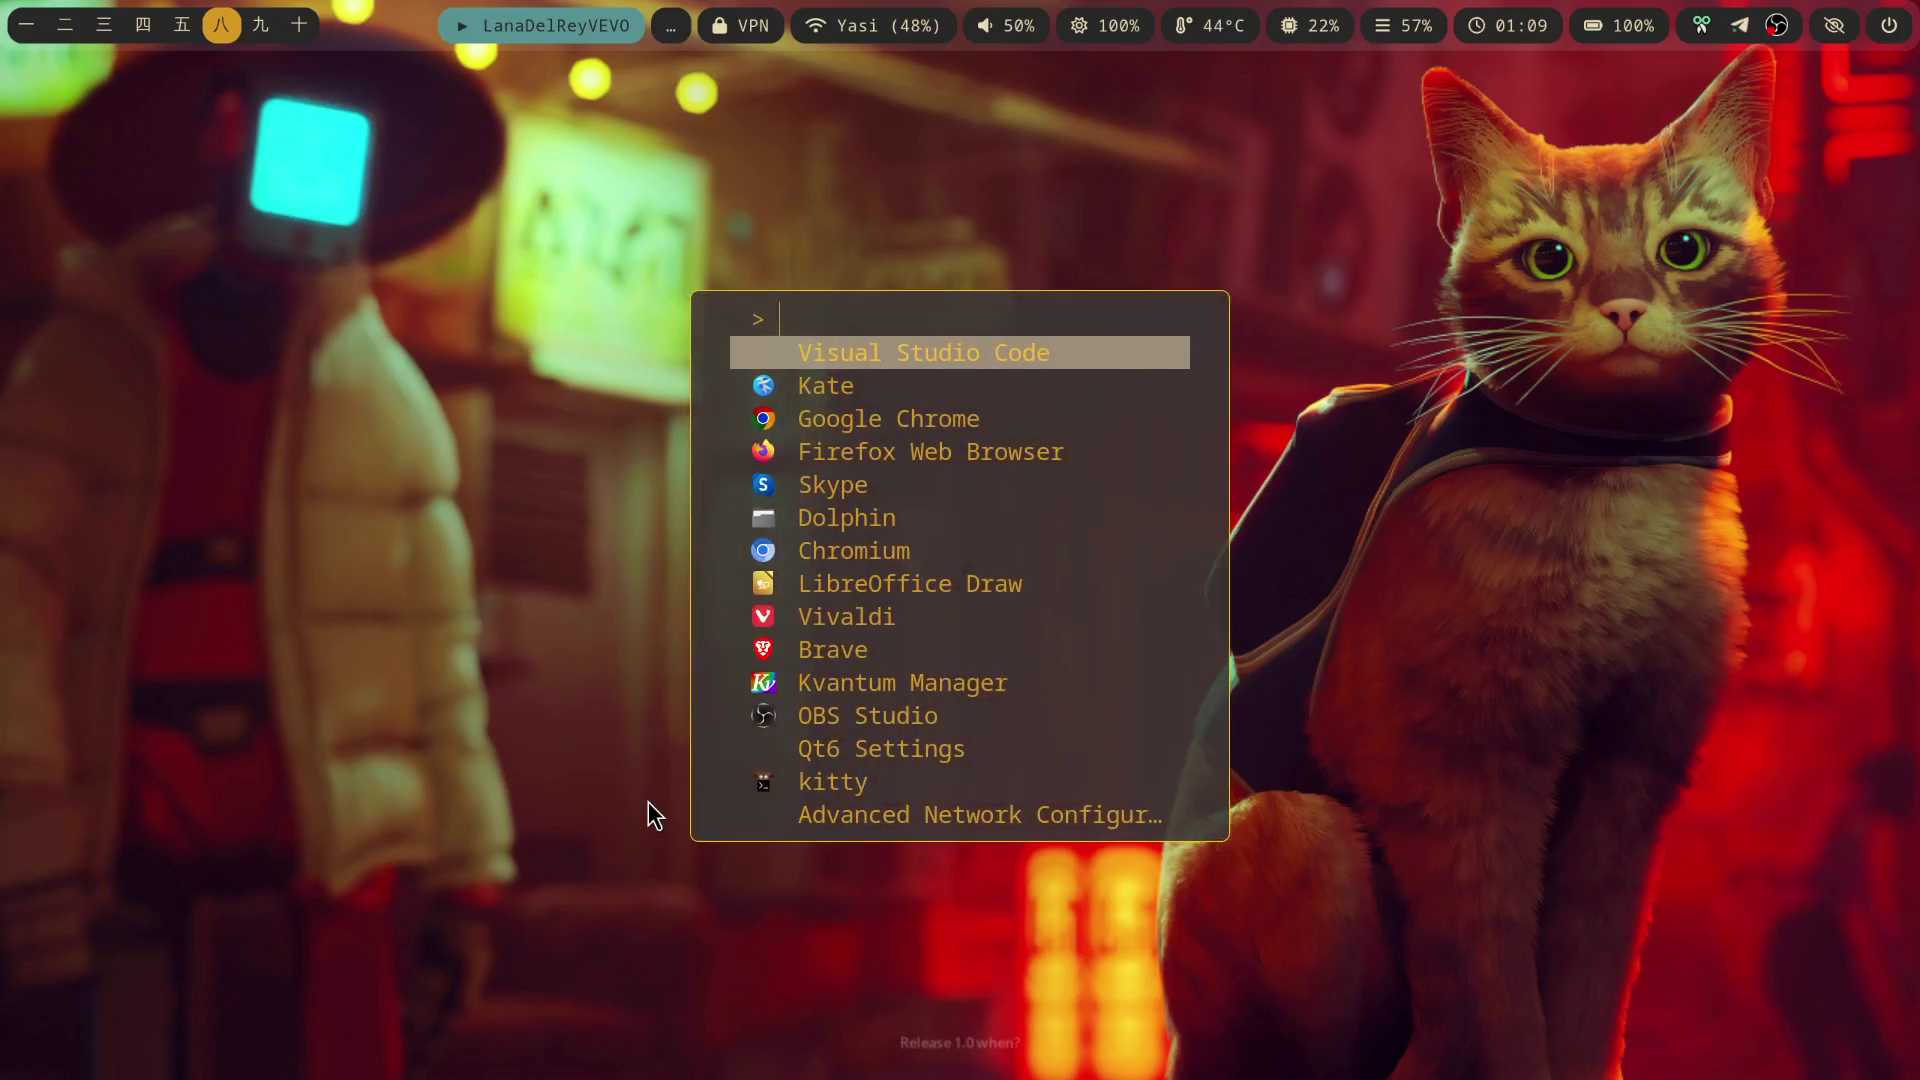 一 二 三 四 五 八 九 十
▶ LanaDelReyVEVO
…
VPN
Yasi (48%)
50%
100%
44°C
22%
57%
01:09
100%
>
Visual Studio Code
Kate
Google Chrome
Firefox Web Browser
Skype
Dolphin
Chromium
LibreOffice Draw
Vivaldi
Brave
Kvantum Manager
OBS Studio
Qt6 Settings
kitty
Advanced Network Configur…
Release 1.0 when?